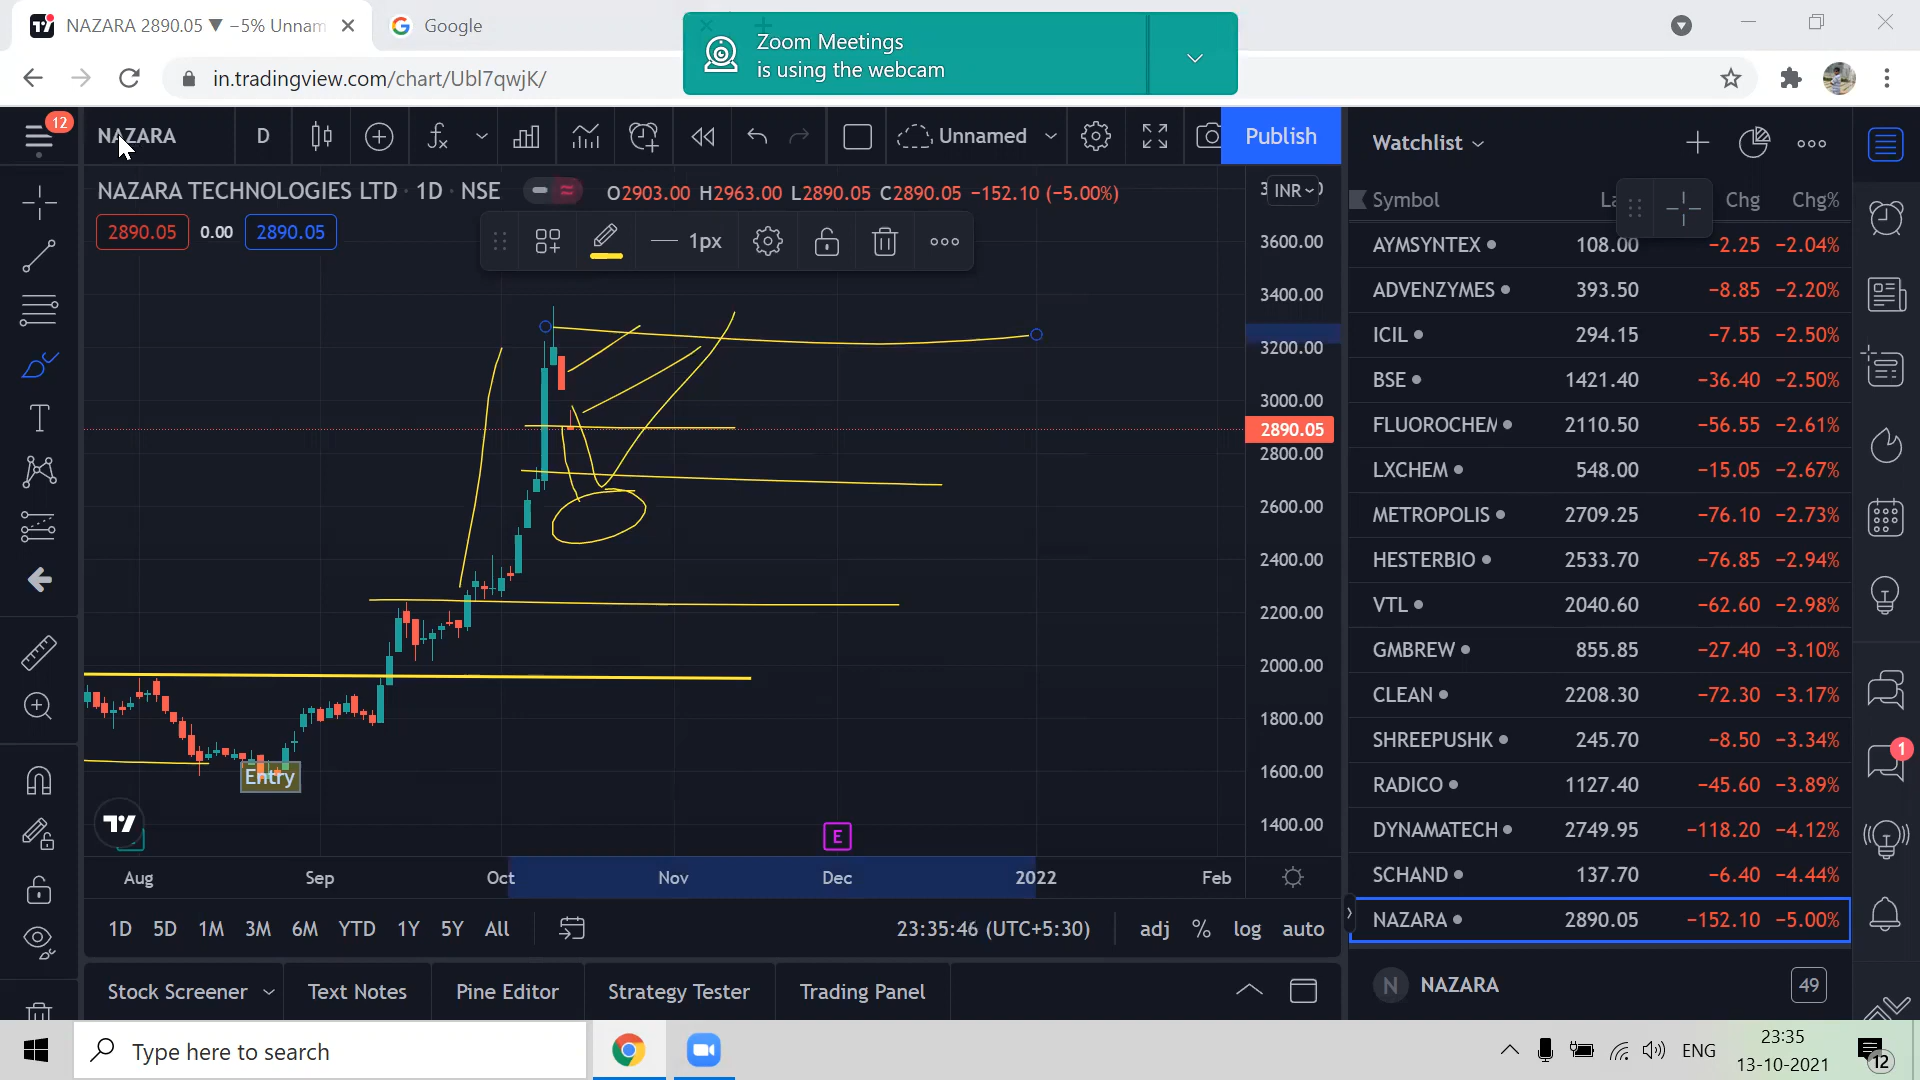 NAZARA 2890.05 ▼ −5% Unnam
Google
Zoom Meetings
is using the webcam
in.tradingview.com/chart/Ubl7qwjK/
12
NAZARA
D
Unnamed
Publish
Watchlist
NAZARA TECHNOLOGIES LTD · 1D · NSE
O2903.00 H2963.00 L2890.05 C2890.05 −152.10 (−5.00%)
INR
2890.05 0.00 2890.05
1px
Symbol Chg Chg%
3600.00
3400.00
3200.00
3000.00
2890.05
2800.00
2600.00
2400.00
2200.00
2000.00
1800.00
1600.00
1400.00
Entry
E
Aug Sep Oct Nov Dec 2022 Feb
1D 5D 1M 3M 6M YTD 1Y 5Y All
23:35:46 (UTC+5:30) adj % log auto
Stock Screener Text Notes Pine Editor Strategy Tester Trading Panel
AYMSYNTEX 108.00 −2.25 −2.04%
ADVENZYMES 393.50 −8.85 −2.20%
ICIL 294.15 −7.55 −2.50%
BSE 1421.40 −36.40 −2.50%
FLUOROCHEM 2110.50 −56.55 −2.61%
LXCHEM 548.00 −15.05 −2.67%
METROPOLIS 2709.25 −76.10 −2.73%
HESTERBIO 2533.70 −76.85 −2.94%
VTL 2040.60 −62.60 −2.98%
GMBREW 855.85 −27.40 −3.10%
CLEAN 2208.30 −72.30 −3.17%
SHREEPUSHK 245.70 −8.50 −3.34%
RADICO 1127.40 −45.60 −3.89%
DYNAMATECH 2749.95 −118.20 −4.12%
SCHAND 137.70 −6.40 −4.44%
NAZARA 2890.05 −152.10 −5.00%
N NAZARA 49
1
Type here to search
ENG
23:35
13-10-2021
12